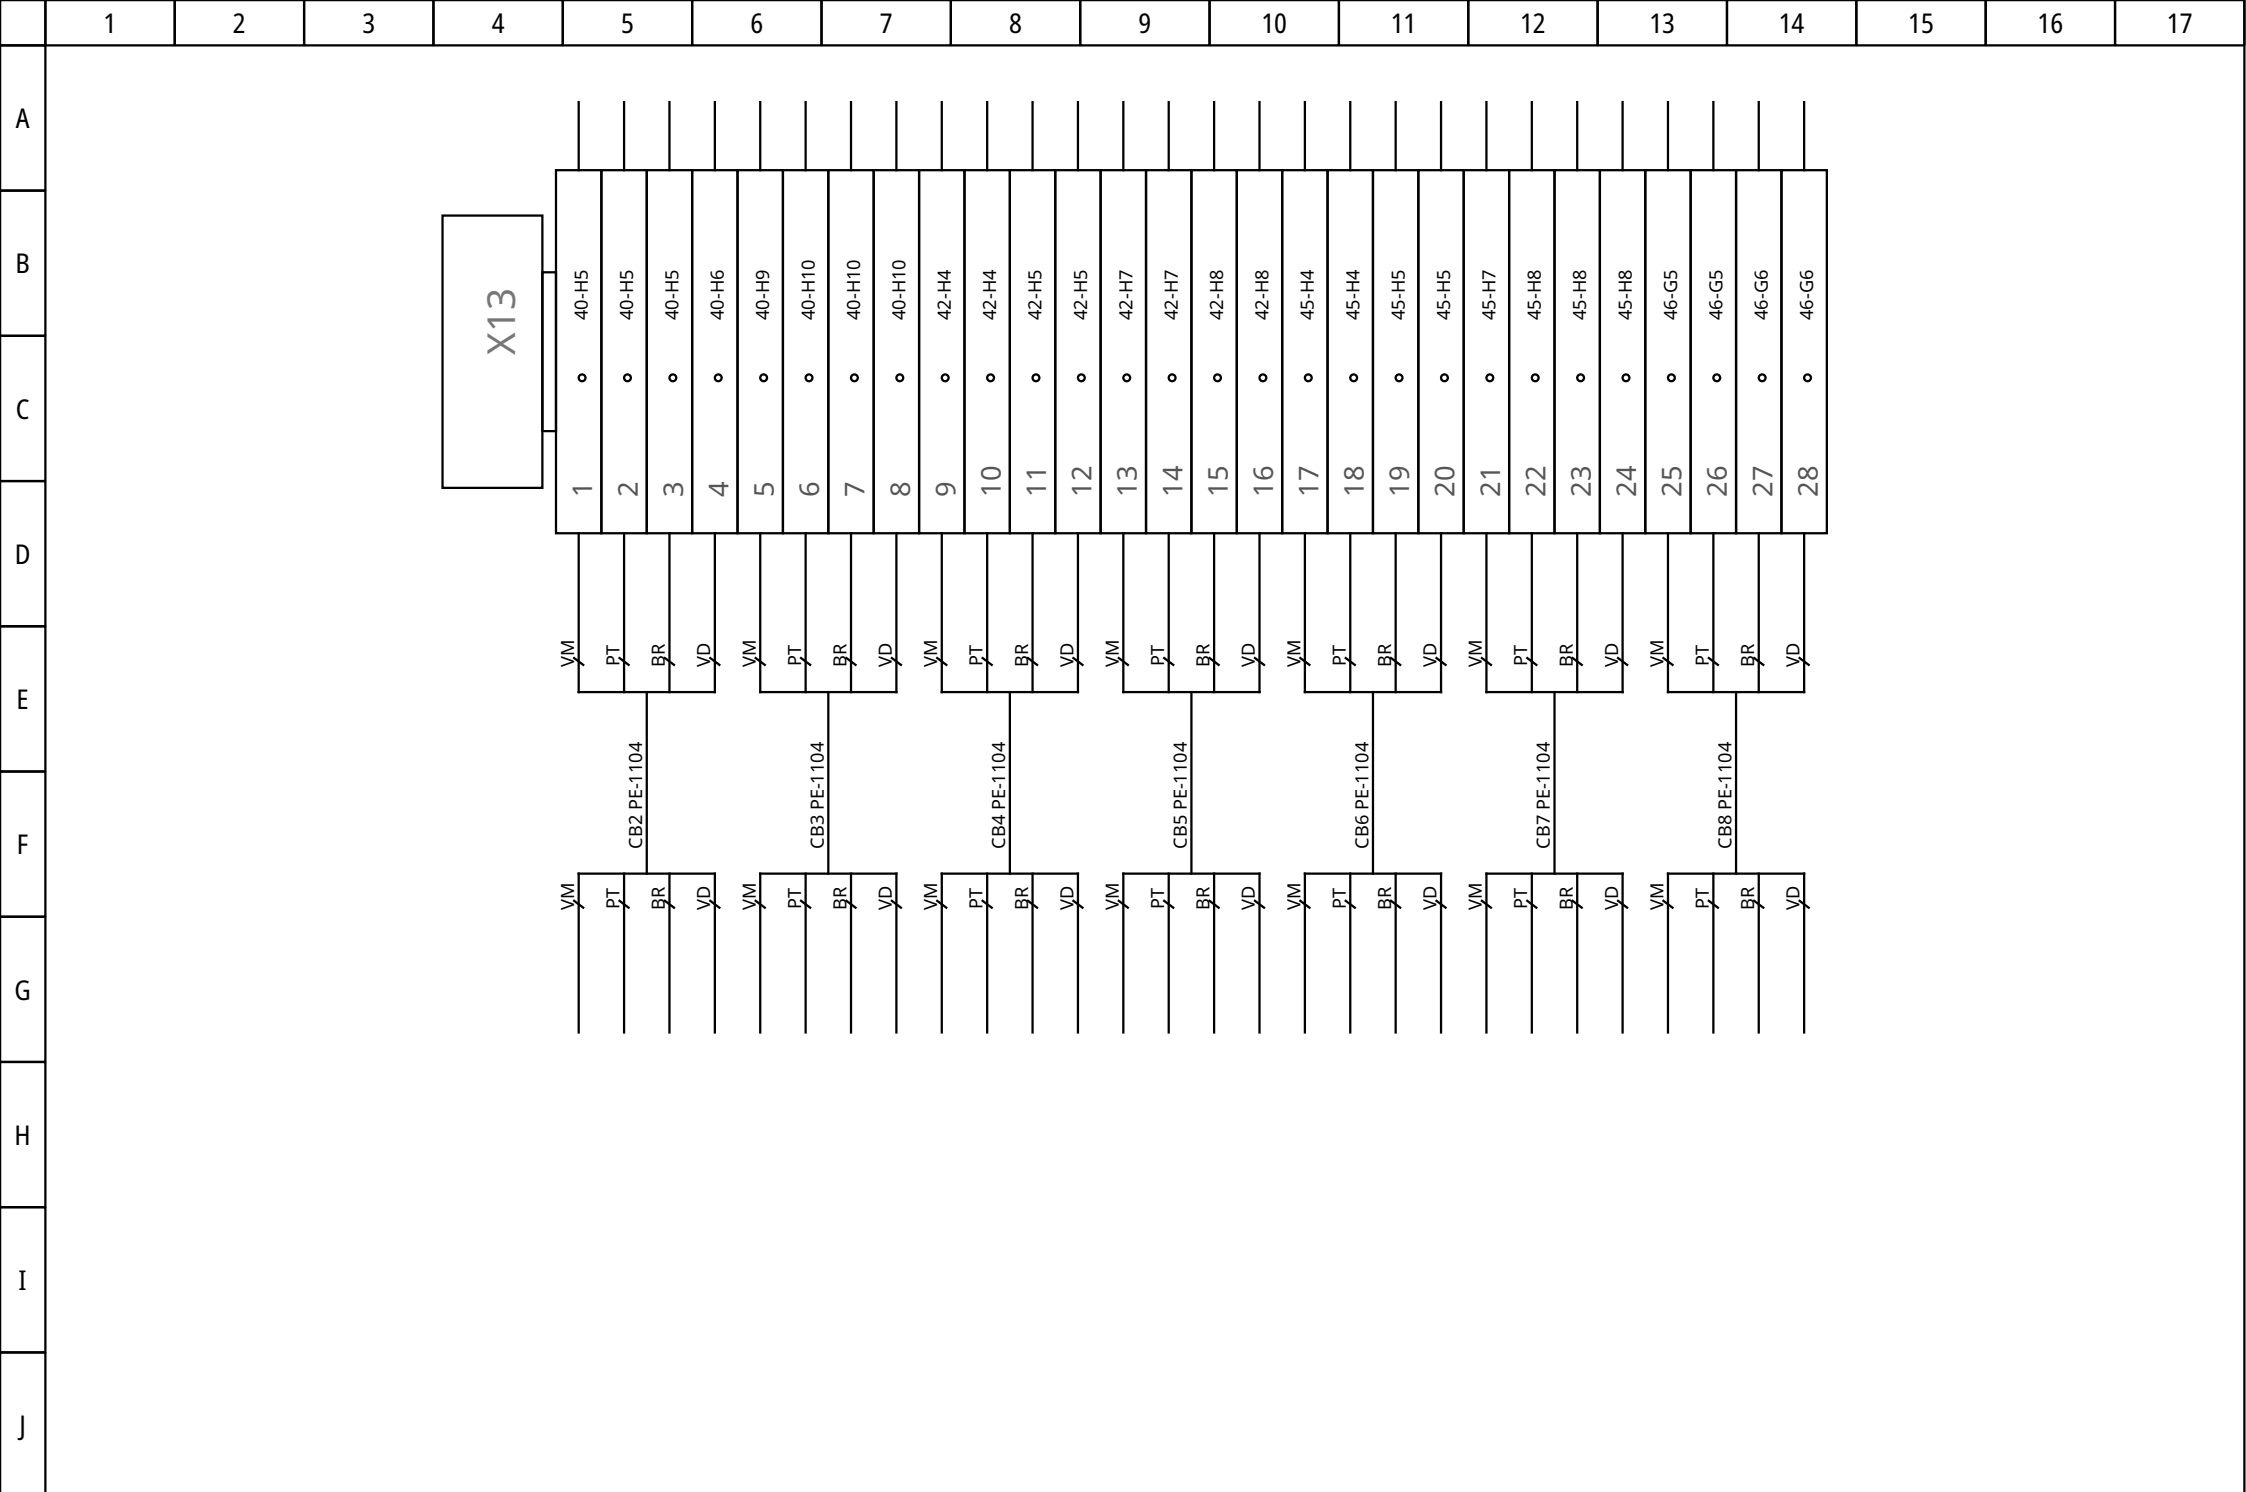 1 2 3 4 5 6 7 8 9 10 11 12 13 14 15 16 17
A
B
C
D
E
F
G
H
I
J
X13
40-H5 40-H5 40-H5 40-H6 40-H9 40-H10 40-H10 40-H10 42-H4 42-H4 42-H5 42-H5 42-H7 42-H7 42-H8 42-H8 45-H4 45-H4 45-H5 45-H5 45-H7 45-H8 45-H8 45-H8 46-G5 46-G5 46-G6 46-G6
1 2 3 4 5 6 7 8 9 10 11 12 13 14 15 16 17 18 19 20 21 22 23 24 25 26 27 28
VM PT BR VD VM PT BR VD VM PT BR VD VM PT BR VD VM PT BR VD VM PT BR VD VM PT BR VD
CB2 PE-1104 CB3 PE-1104 CB4 PE-1104 CB5 PE-1104 CB6 PE-1104 CB7 PE-1104 CB8 PE-1104
VM PT BR VD VM PT BR VD VM PT BR VD VM PT BR VD VM PT BR VD VM PT BR VD VM PT BR VD